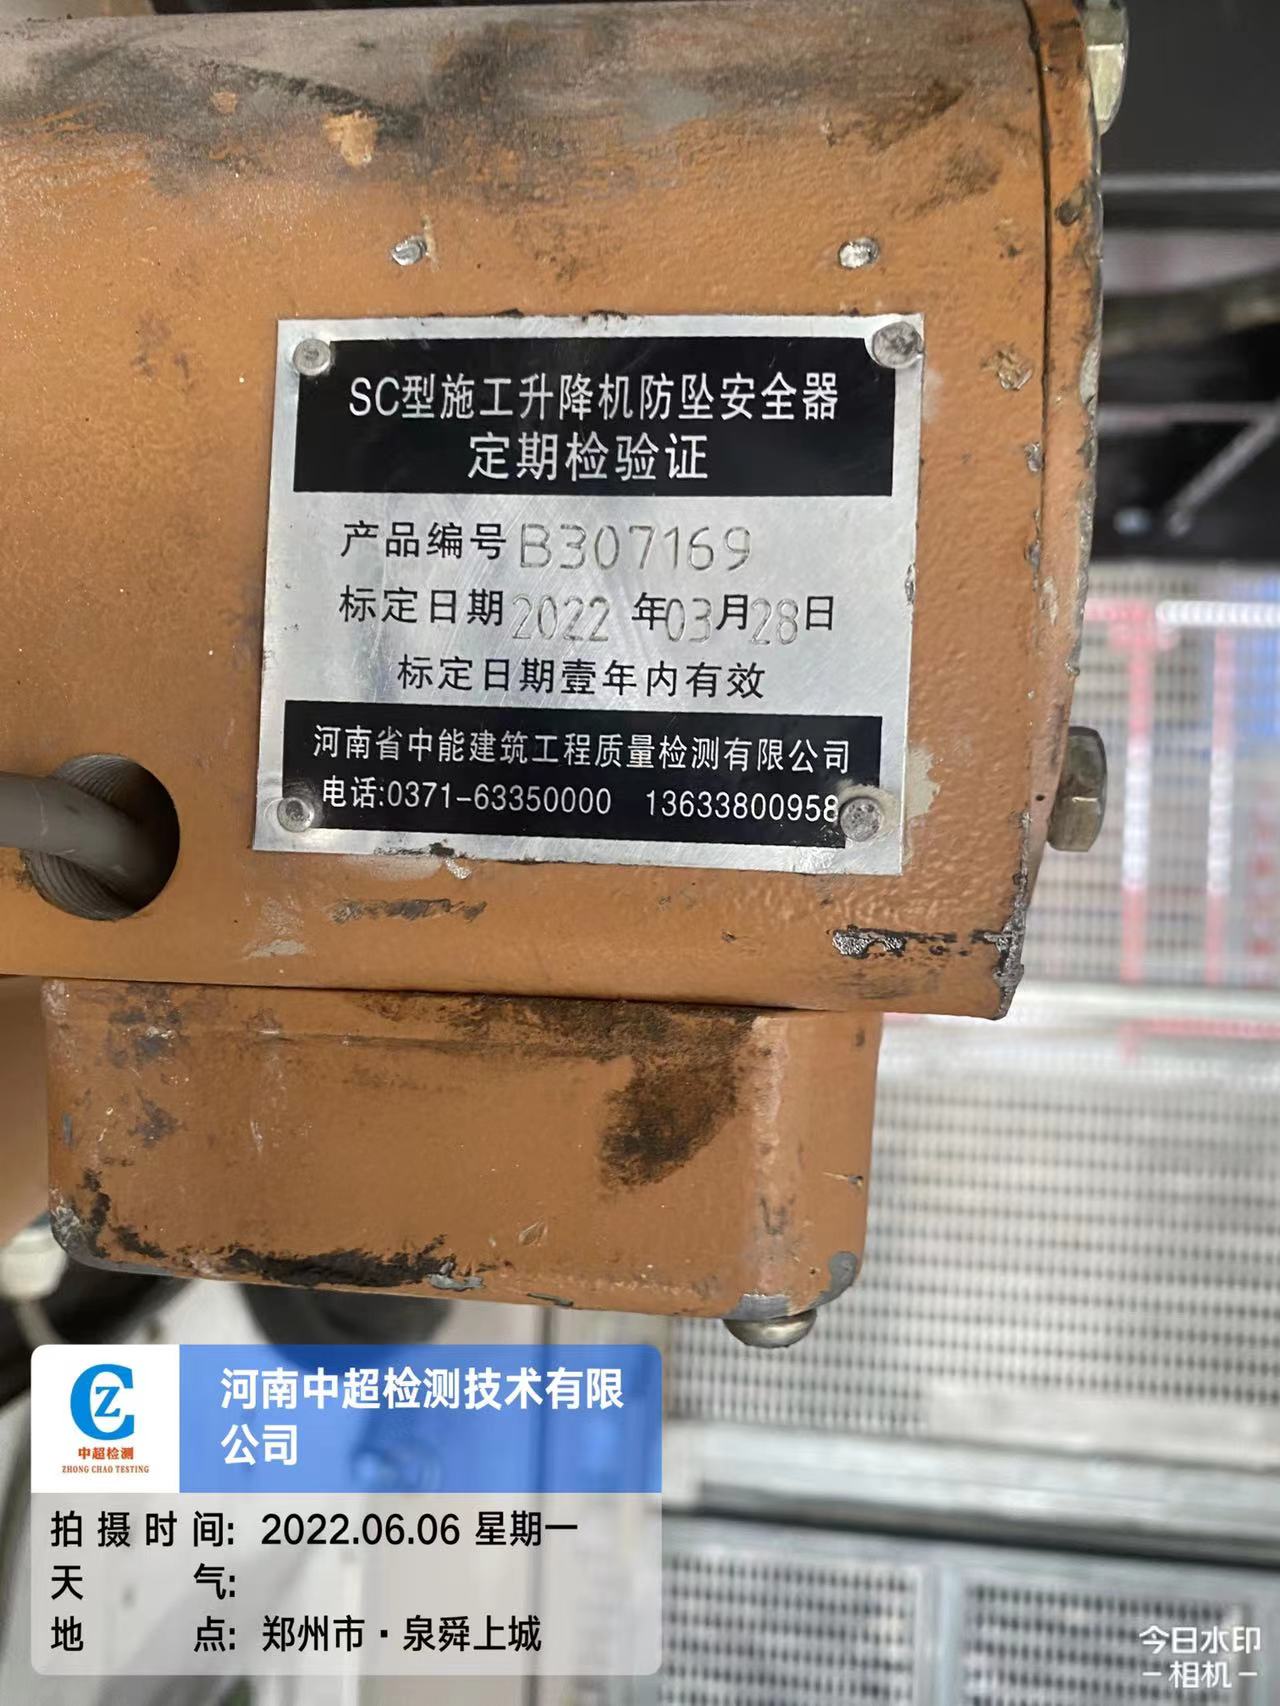 SC型施工升降机防坠安全器
定期检验证
产品编号B307169
标定日期2022年03月28日
标定日期壹年内有效
河南省中能建筑工程质量检测有限公司
电话:0371-63350000 13633800958
CZ
中超检测
ZHONG CHAO TESTING
河南中超检测技术有限
公司
拍摄时间: 2022.06.06 星期一
天气:
地点: 郑州市·泉舜上城
今日水印
-相机-